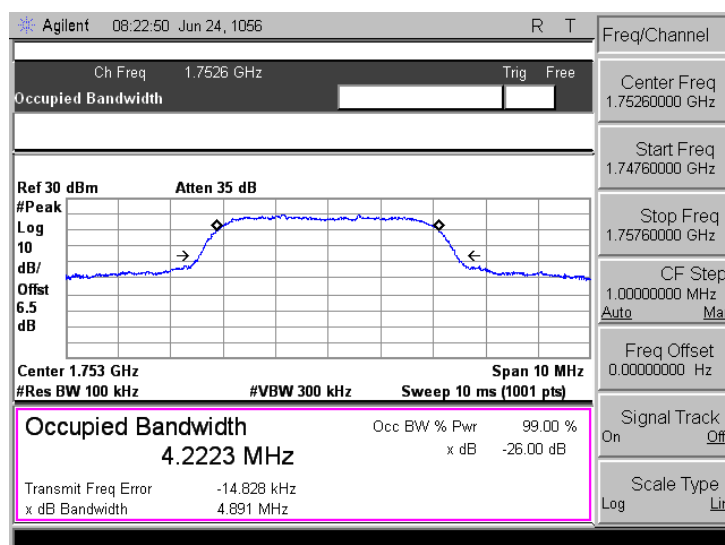 Agilent 08:22:50 Jun 24, 1056 R T
Freq/Channel
Ch Freq 1.7526 GHz Trig Free
Occupied Bandwidth
Center Freq
1.75260000 GHz
Start Freq
1.74760000 GHz
Stop Freq
1.75760000 GHz
CF Step
1.00000000 MHz
Auto Ma
Freq Offset
0.00000000 Hz
Signal Track
On Off
Scale Type
Log Lin
Ref 30 dBm Atten 35 dB
#Peak
Log
10
dB/
Offst
6.5
dB
Center 1.753 GHz Span 10 MHz
#Res BW 100 kHz #VBW 300 kHz Sweep 10 ms (1001 pts)
Occupied Bandwidth
4.2223 MHz
Occ BW % Pwr 99.00 %
x dB -26.00 dB
Transmit Freq Error -14.828 kHz
x dB Bandwidth 4.891 MHz